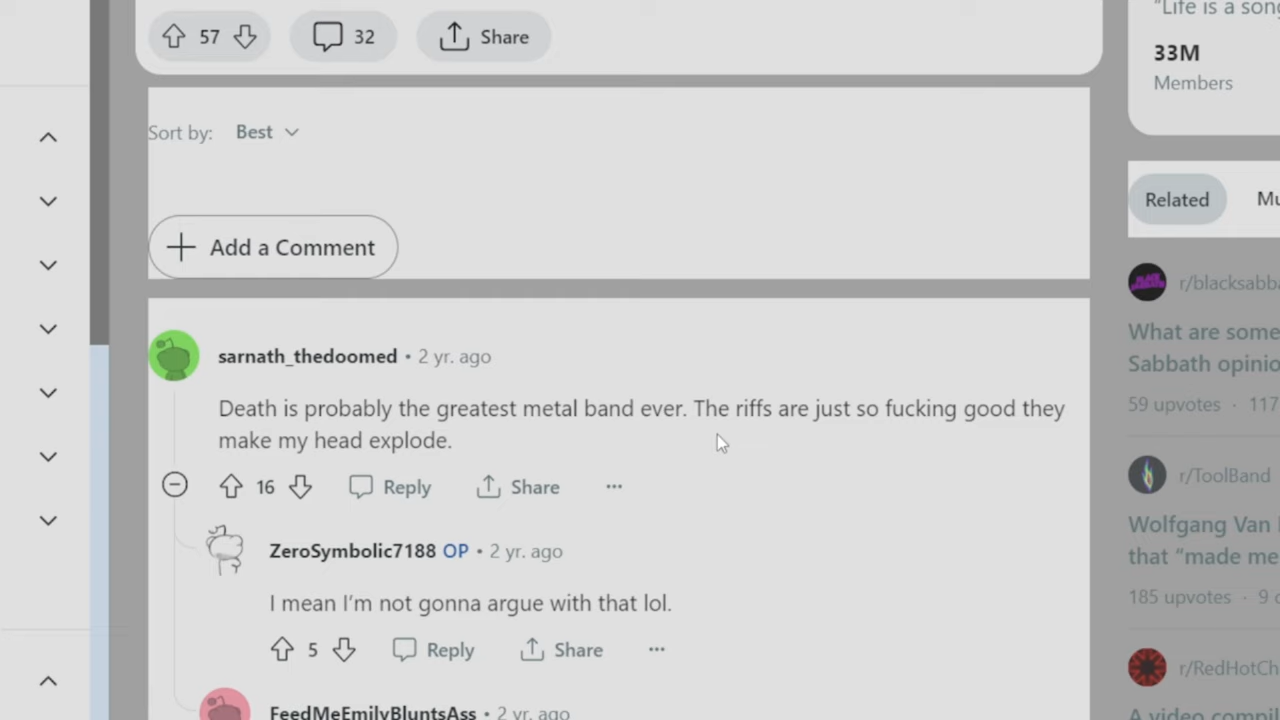 57
32
Share
"Life is a song
33M
Members
Sort by: Best
Add a Comment
Related
sarnath_thedoomed • 2 yr. ago
Death is probably the greatest metal band ever. The riffs are just so fucking good they
make my head explode.
16
Reply
Share
ZeroSymbolic7188 OP • 2 yr. ago
I mean I'm not gonna argue with that lol.
5
Reply
Share
FeedMeEmilyBluntsAss • 2 yr. ago
r/blacksabba
What are some
Sabbath opinio
59 upvotes · 117
r/ToolBand
Wolfgang Van
that "made me
185 upvotes · 9
r/RedHotCh
A video compil